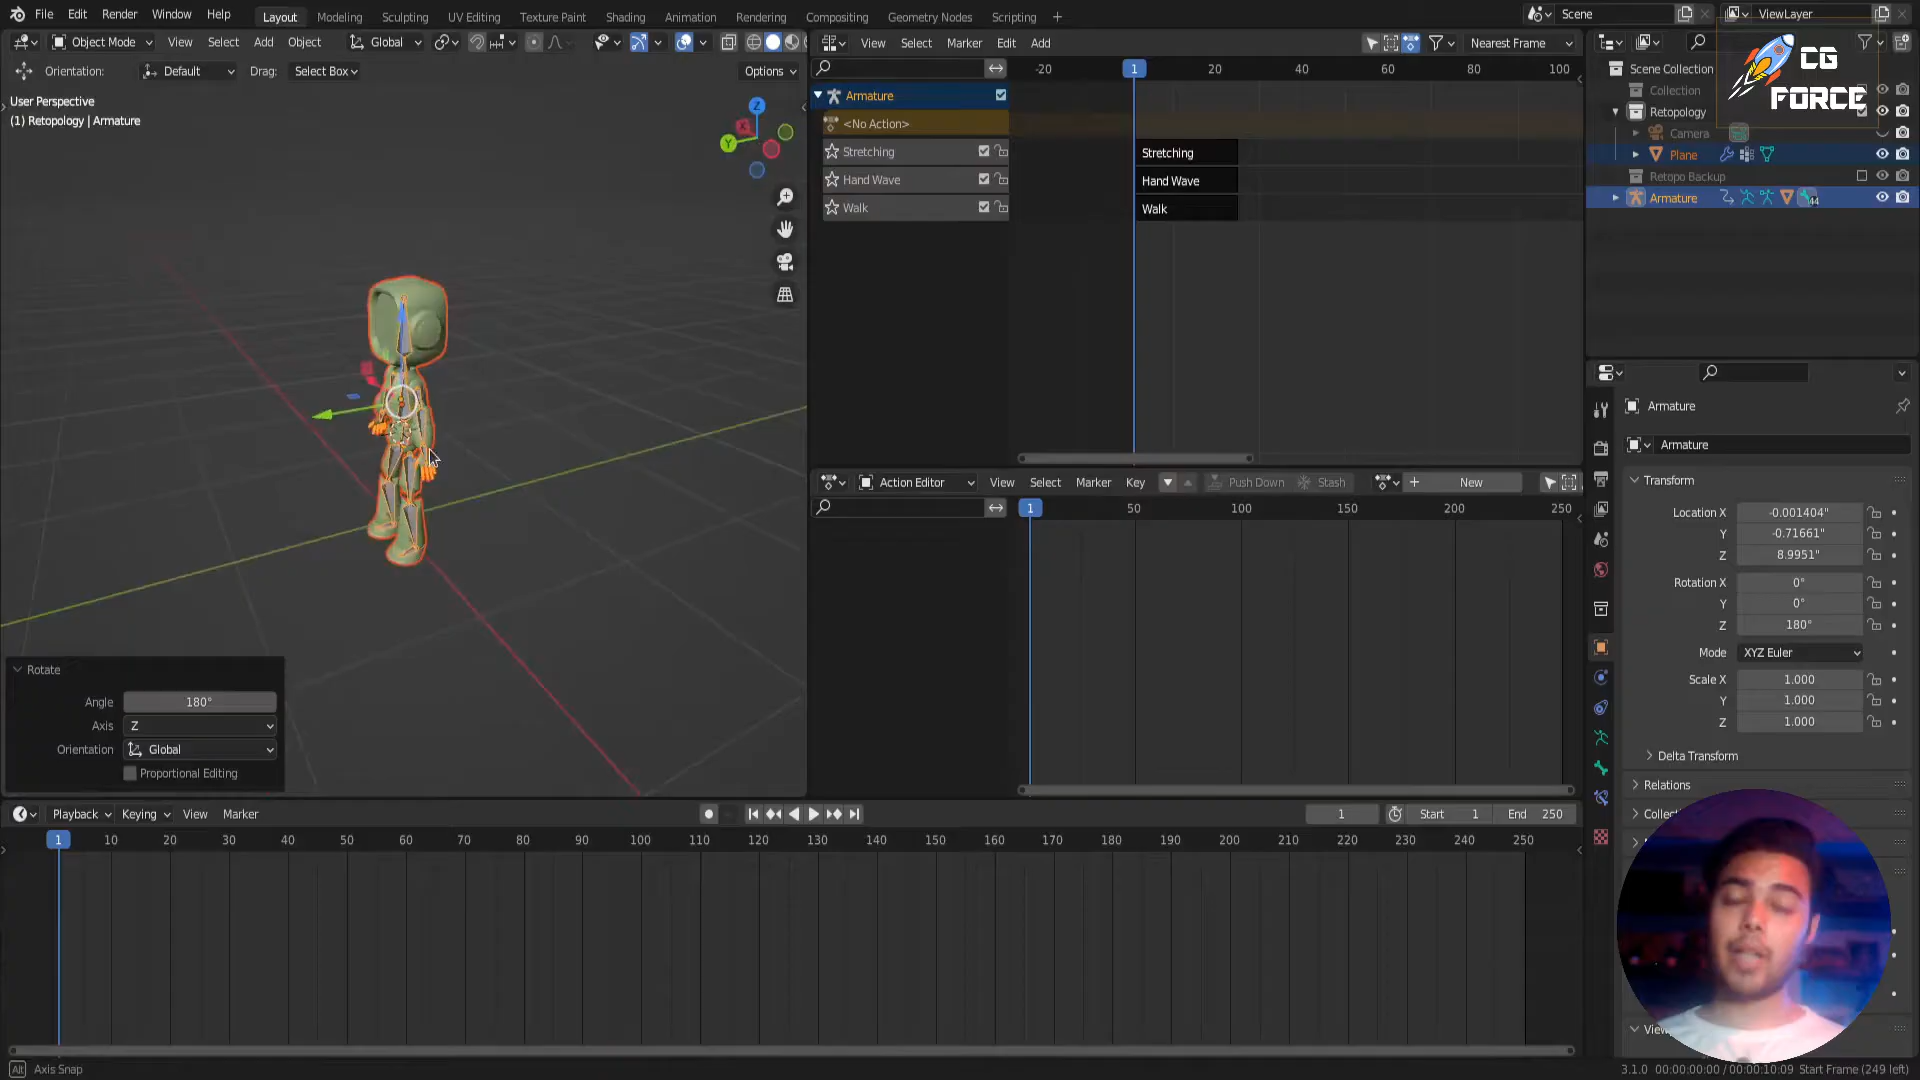 File Edit Render Window Help Layout Modeling Sculpting UV Editing Texture Paint Shading Animation Rendering Compositing Geometry Nodes Scripting + Scene ViewLayer
Object Mode View Select Add Object Global View Select Marker Edit Add Nearest Frame
Orientation: Default Drag: Select Box Options -20 1 20 40 60 80 100 Scene Collection
CG
FORCE
User Perspective
(1) Retopology | Armature
Z
Y
X
Armature
<No Action>
Stretching Stretching
Hand Wave Hand Wave
Walk Walk
Collection
Retopology
Camera
Plane
Retopo Backup
Armature 44
Action Editor View Select Marker Key Push Down Stash + New
1 50 100 150 200 250
Armature
Armature
Transform
Location X -0.001404"
Y -0.71661"
Z 8.9951"
Rotation X 0°
Y 0°
Z 180°
Mode XYZ Euler
Scale X 1.000
Y 1.000
Z 1.000
Delta Transform
Relations
Rotate
Angle 180°
Axis Z
Orientation Global
Proportional Editing
Playback Keying View Marker 1 Start 1 End 250
1 10 20 30 40 50 60 70 80 90 100 110 120 130 140 150 160 170 180 190 200 210 220 230 240 250
Alt Axis Snap 3.1.0 00:00:00:00 / 00:00:10:09 Start Frame (249 left)